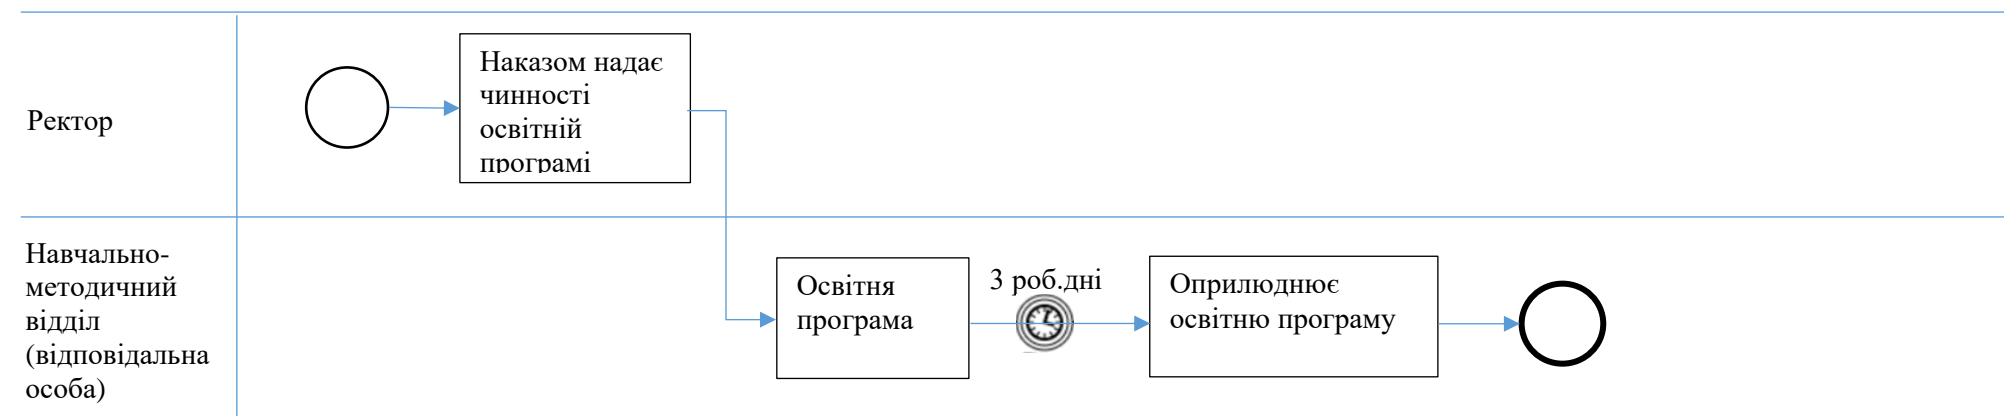 Ректор
Наказом надає
чинності
освітній
програмі
Навчально-
методичний
відділ
(відповідальна
особа)
Освітня
програма
3 роб.дні
Оприлюднює
освітню програму